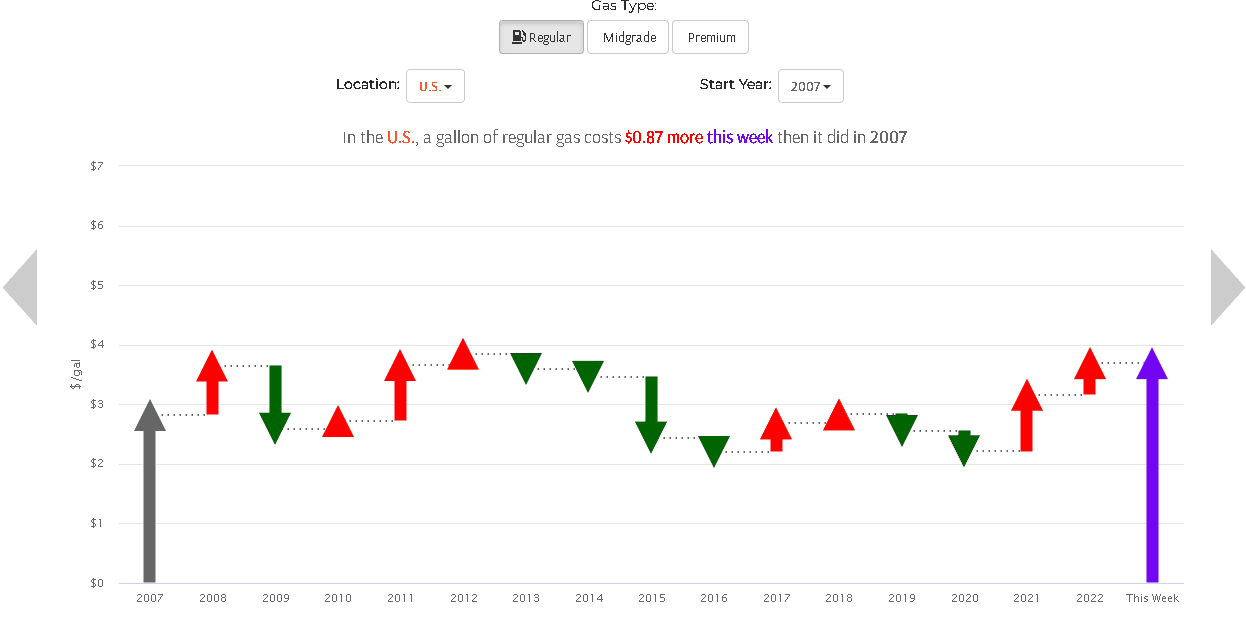 Gas Type:
Regular Midgrade Premium
Location: U.S. Start Year: 2007
In the U.S., a gallon of regular gas costs $0.87 more this week then it did in 2007
$7
$6
$5
$4
$3
$2
$1
$0
$/gal
2007 2008 2009 2010 2011 2012 2013 2014 2015 2016 2017 2018 2019 2020 2021 2022 This Week